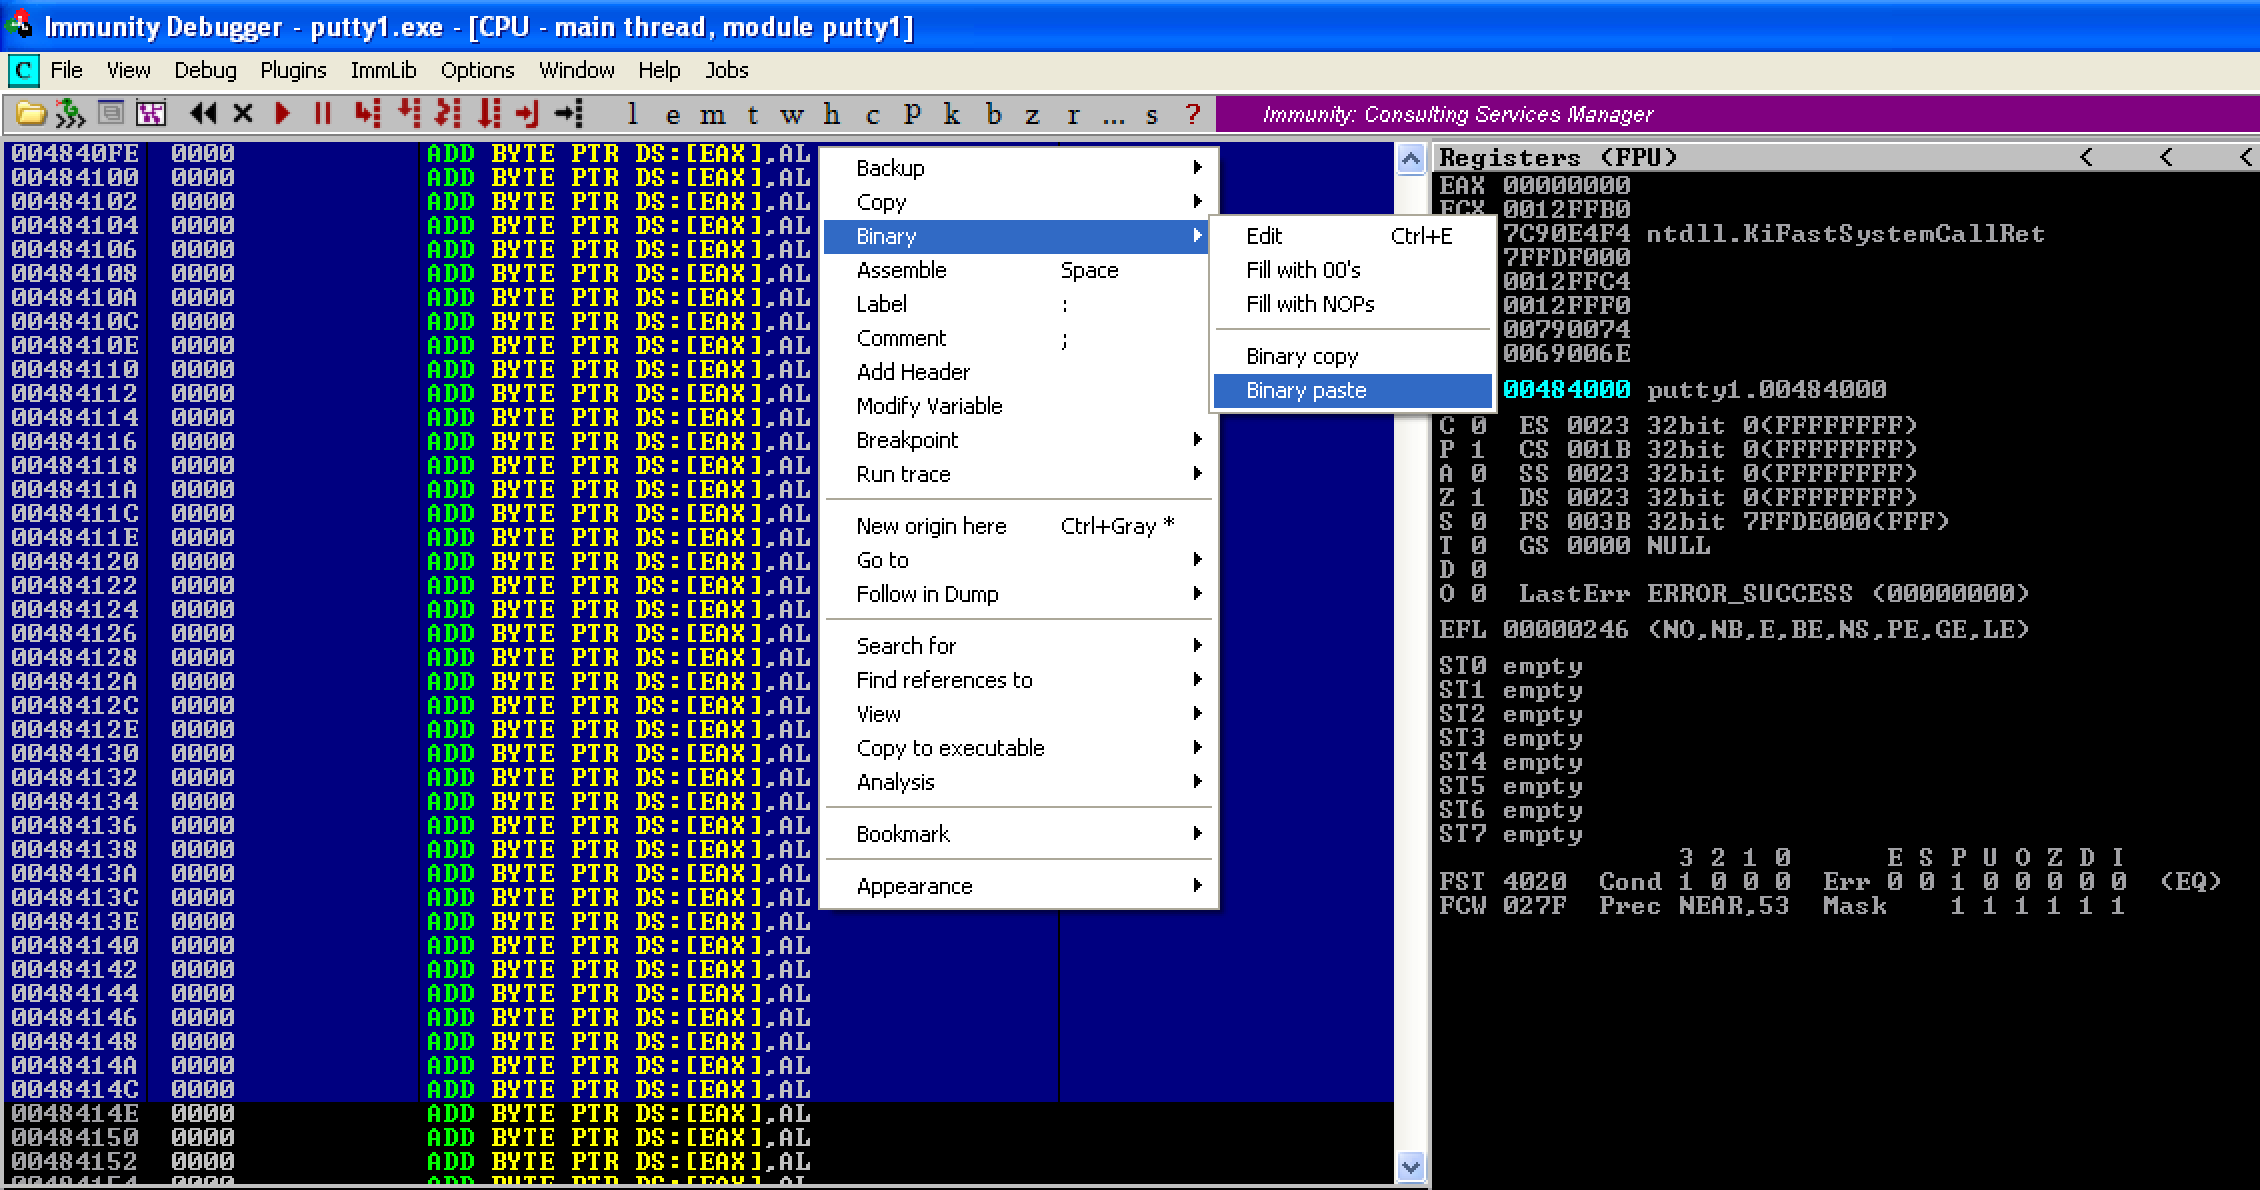 Immunity Debugger - putty1.exe - [CPU - main thread, module putty1]
C File View Debug Plugins ImmLib Options Window Help Jobs
l e m t w h c P k b z r ... s ? Immunity: Consulting Services Manager
004840FE 0000 ADD BYTE PTR DS:[EAX],AL
00484100 0000 ADD BYTE PTR DS:[EAX],AL
00484102 0000 ADD BYTE PTR DS:[EAX],AL
00484104 0000 ADD BYTE PTR DS:[EAX],AL
00484106 0000 ADD BYTE PTR DS:[EAX],AL
00484108 0000 ADD BYTE PTR DS:[EAX],AL
0048410A 0000 ADD BYTE PTR DS:[EAX],AL
0048410C 0000 ADD BYTE PTR DS:[EAX],AL
0048410E 0000 ADD BYTE PTR DS:[EAX],AL
00484110 0000 ADD BYTE PTR DS:[EAX],AL
00484112 0000 ADD BYTE PTR DS:[EAX],AL
00484114 0000 ADD BYTE PTR DS:[EAX],AL
00484116 0000 ADD BYTE PTR DS:[EAX],AL
00484118 0000 ADD BYTE PTR DS:[EAX],AL
0048411A 0000 ADD BYTE PTR DS:[EAX],AL
0048411C 0000 ADD BYTE PTR DS:[EAX],AL
0048411E 0000 ADD BYTE PTR DS:[EAX],AL
00484120 0000 ADD BYTE PTR DS:[EAX],AL
00484122 0000 ADD BYTE PTR DS:[EAX],AL
00484124 0000 ADD BYTE PTR DS:[EAX],AL
00484126 0000 ADD BYTE PTR DS:[EAX],AL
00484128 0000 ADD BYTE PTR DS:[EAX],AL
0048412A 0000 ADD BYTE PTR DS:[EAX],AL
0048412C 0000 ADD BYTE PTR DS:[EAX],AL
0048412E 0000 ADD BYTE PTR DS:[EAX],AL
00484130 0000 ADD BYTE PTR DS:[EAX],AL
00484132 0000 ADD BYTE PTR DS:[EAX],AL
00484134 0000 ADD BYTE PTR DS:[EAX],AL
00484136 0000 ADD BYTE PTR DS:[EAX],AL
00484138 0000 ADD BYTE PTR DS:[EAX],AL
0048413A 0000 ADD BYTE PTR DS:[EAX],AL
0048413C 0000 ADD BYTE PTR DS:[EAX],AL
0048413E 0000 ADD BYTE PTR DS:[EAX],AL
00484140 0000 ADD BYTE PTR DS:[EAX],AL
00484142 0000 ADD BYTE PTR DS:[EAX],AL
00484144 0000 ADD BYTE PTR DS:[EAX],AL
00484146 0000 ADD BYTE PTR DS:[EAX],AL
00484148 0000 ADD BYTE PTR DS:[EAX],AL
0048414A 0000 ADD BYTE PTR DS:[EAX],AL
0048414C 0000 ADD BYTE PTR DS:[EAX],AL
0048414E 0000 ADD BYTE PTR DS:[EAX],AL
00484150 0000 ADD BYTE PTR DS:[EAX],AL
00484152 0000 ADD BYTE PTR DS:[EAX],AL
00484154 0000 ADD BYTE PTR DS:[EAX],AL
Backup
Copy
Binary
Assemble Space
Label :
Comment ;
Add Header
Modify Variable
Breakpoint
Run trace
New origin here Ctrl+Gray *
Go to
Follow in Dump
Search for
Find references to
View
Copy to executable
Analysis
Bookmark
Appearance
Edit Ctrl+E
Fill with 00's
Fill with NOPs
Binary copy
Binary paste
Registers (FPU) < < <
EAX 00000000
ECX 0012FFB0
7C90E4F4 ntdll.KiFastSystemCallRet
7FFDF000
0012FFC4
0012FFF0
00790074
0069006E
00484000 putty1.00484000
C 0 ES 0023 32bit 0(FFFFFFFF)
P 1 CS 001B 32bit 0(FFFFFFFF)
A 0 SS 0023 32bit 0(FFFFFFFF)
Z 1 DS 0023 32bit 0(FFFFFFFF)
S 0 FS 003B 32bit 7FFDE000(FFF)
T 0 GS 0000 NULL
D 0
O 0 LastErr ERROR_SUCCESS (00000000)
EFL 00000246 (NO,NB,E,BE,NS,PE,GE,LE)
ST0 empty
ST1 empty
ST2 empty
ST3 empty
ST4 empty
ST5 empty
ST6 empty
ST7 empty
3 2 1 0 E S P U O Z D I
FST 4020 Cond 1 0 0 0 Err 0 0 1 0 0 0 0 0 (EQ)
FCW 027F Prec NEAR,53 Mask 1 1 1 1 1 1